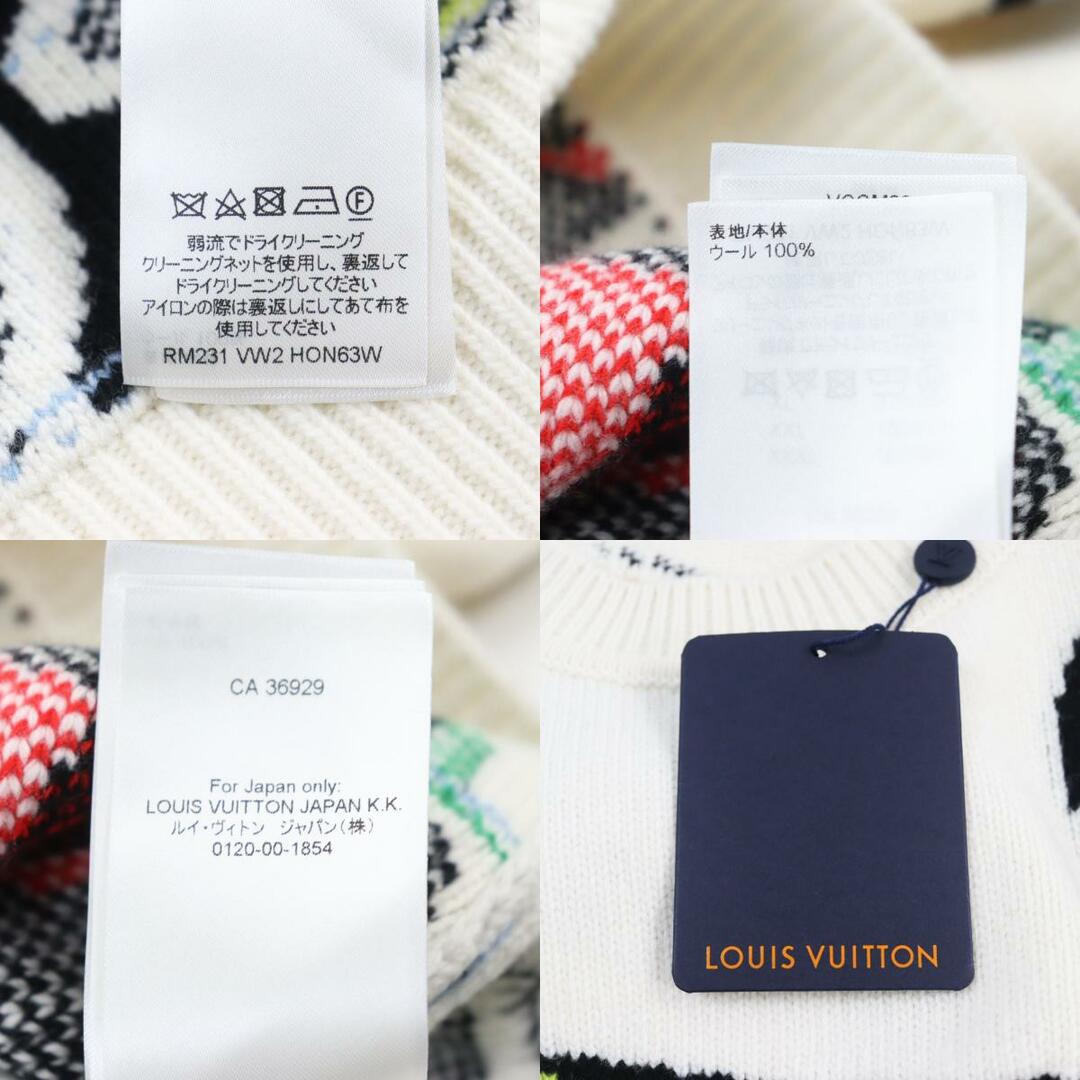 弱流でドライクリーニング
クリーニングネットを使用し、裏返して
ドライクリーニングしてください
アイロンの際は裏返しにしてあて布を
使用してください
RM231 VW2 HON63W
表地/本体
ウール 100%
CA 36929
For Japan only:
LOUIS VUITTON JAPAN K.K.
ルイ・ヴィトン ジャパン(株)
0120-00-1854
LV
LOUIS VUITTON